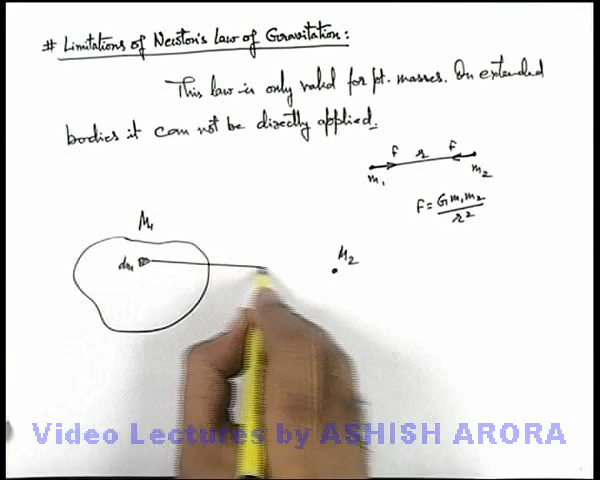 # Limitations of Newton's Law of Gravitation:
This law is only valid for pt. masses. On extended
bodies it can not be directly applied.
F r F
m₁ m₂
F = Gm₁m₂/r²
M₁
dm
M₂
Video Lectures by ASHISH ARORA